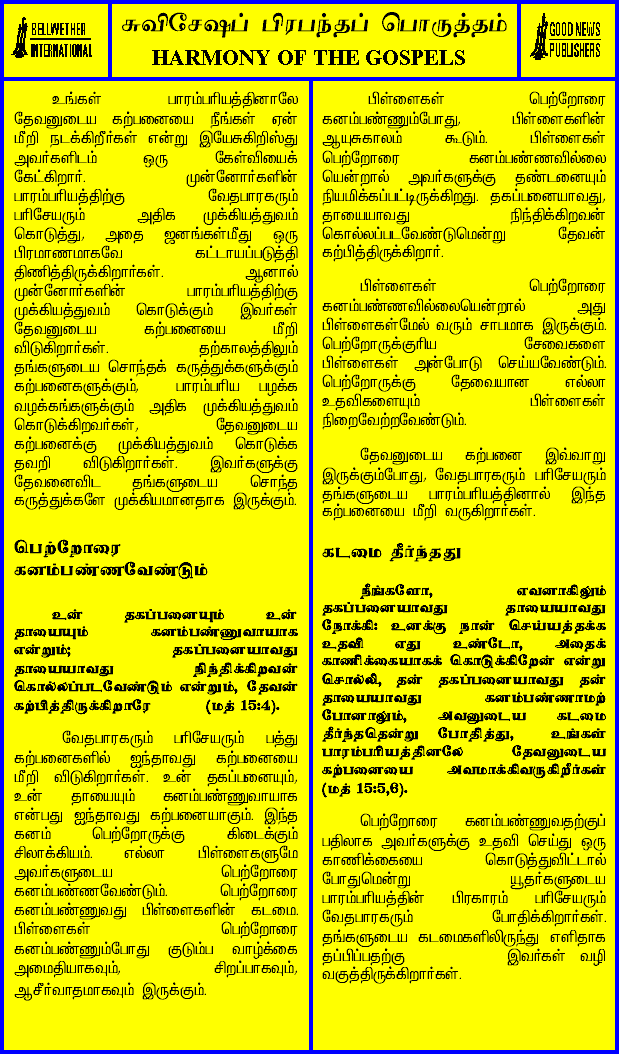 BELLWETHER
INTERNATIONAL
சுவிசேஷப் பிரபந்தப் பொருத்தம்
HARMONY OF THE GOSPELS
GOOD NEWS
PUBLISHERS
உங்கள் பாரம்பரியத்தினாலே
தேவனுடைய கற்பனையை நீங்கள் ஏன்
மீறி நடக்கிறீர்கள் என்று இயேசுகிறிஸ்து
அவர்களிடம் ஒரு கேள்வியைக்
கேட்கிறார். முன்னோர்களின்
பாரம்பரியத்திற்கு வேதபாரகரும்
பரிசேயரும் அதிக முக்கியத்துவம்
கொடுத்து, அதை ஜனங்கள்மீது ஒரு
பிரமாணமாகவே கட்டாயப்படுத்தி
திணித்திருக்கிறார்கள். ஆனால்
முன்னோர்களின் பாரம்பரியத்திற்கு
முக்கியத்துவம் கொடுக்கும் இவர்கள்
தேவனுடைய கற்பனையை மீறி
விடுகிறார்கள். தற்காலத்திலும்
தங்களுடைய சொந்தக் கருத்துக்களுக்கும்
கற்பனைகளுக்கும், பாரம்பரிய பழக்க
வழக்கங்களுக்கும் அதிக முக்கியத்துவம்
கொடுக்கிறவர்கள், தேவனுடைய
கற்பனைக்கு முக்கியத்துவம் கொடுக்க
தவறி விடுகிறார்கள். இவர்களுக்கு
தேவனைவிட தங்களுடைய சொந்த
கருத்துக்களே முக்கியமானதாக இருக்கும்.
பெற்றோரை
கனம்பண்ணவேண்டும்
உன் தகப்பனையும் உன்
தாயையும் கனம்பண்ணுவாயாக
என்றும்; தகப்பனையாவது
தாயையாவது நிந்திக்கிறவன்
கொல்லப்படவேண்டும் என்றும், தேவன்
கற்பித்திருக்கிறாரே (மத் 15:4).
வேதபாரகரும் பரிசேயரும் பத்து
கற்பனைகளில் ஐந்தாவது கற்பனையை
மீறி விடுகிறார்கள். உன் தகப்பனையும்,
உன் தாயையும் கனம்பண்ணுவாயாக
என்பது ஐந்தாவது கற்பனையாகும். இந்த
கனம் பெற்றோருக்கு கிடைக்கும்
சிலாக்கியம். எல்லா பிள்ளைகளுமே
அவர்களுடைய பெற்றோரை
கனம்பண்ணவேண்டும். பெற்றோரை
கனம்பண்ணுவது பிள்ளைகளின் கடமை.
பிள்ளைகள் பெற்றோரை
கனம்பண்ணும்போது குடும்ப வாழ்க்கை
அமைதியாகவும், சிறப்பாகவும்,
ஆசீர்வாதமாகவும் இருக்கும்.
பிள்ளைகள் பெற்றோரை
கனம்பண்ணும்போது, பிள்ளைகளின்
ஆயுசுகாலம் கூடும். பிள்ளைகள்
பெற்றோரை கனம்பண்ணவில்லை
யென்றால் அவர்களுக்கு தண்டனையும்
நியமிக்கப்பட்டிருக்கிறது. தகப்பனையாவது,
தாயையாவது நிந்திக்கிறவன்
கொல்லப்படவேண்டுமென்று தேவன்
கற்பித்திருக்கிறார்.
பிள்ளைகள் பெற்றோரை
கனம்பண்ணவில்லையென்றால் அது
பிள்ளைகள்மேல் வரும் சாபமாக இருக்கும்.
பெற்றோருக்குரிய சேவைகளை
பிள்ளைகள் அன்போடு செய்யவேண்டும்.
பெற்றோருக்கு தேவையான எல்லா
உதவிகளையும் பிள்ளைகள்
நிறைவேற்றவேண்டும்.
தேவனுடைய கற்பனை இவ்வாறு
இருக்கும்போது, வேதபாரகரும் பரிசேயரும்
தங்களுடைய பாரம்பரியத்தினால் இந்த
கற்பனையை மீறி வருகிறார்கள்.
கடமை தீர்ந்தது
நீங்களோ, எவனாகிலும்
தகப்பனையாவது தாயையாவது
நோக்கி: உனக்கு நான் செய்யத்தக்க
உதவி எது உண்டோ, அதைக்
காணிக்கையாகக் கொடுக்கிறேன் என்று
சொல்லி, தன் தகப்பனையாவது தன்
தாயையாவது கனம்பண்ணாமற்
போனாலும், அவனுடைய கடமை
தீர்ந்ததென்று போதித்து, உங்கள்
பாரம்பரியத்தினாலே தேவனுடைய
கற்பனையை அவமாக்கிவருகிறீர்கள்
(மத் 15:5,6).
பெற்றோரை கனம்பண்ணுவதற்குப்
பதிலாக அவர்களுக்கு உதவி செய்து ஒரு
காணிக்கையை கொடுத்துவிட்டால்
போதுமென்று யூதர்களுடைய
பாரம்பரியத்தின் பிரகாரம் பரிசேயரும்
வேதபாரகரும் போதிக்கிறார்கள்.
தங்களுடைய கடமைகளிலிருந்து எளிதாக
தப்பிப்பதற்கு இவர்கள் வழி
வகுத்திருக்கிறார்கள்.